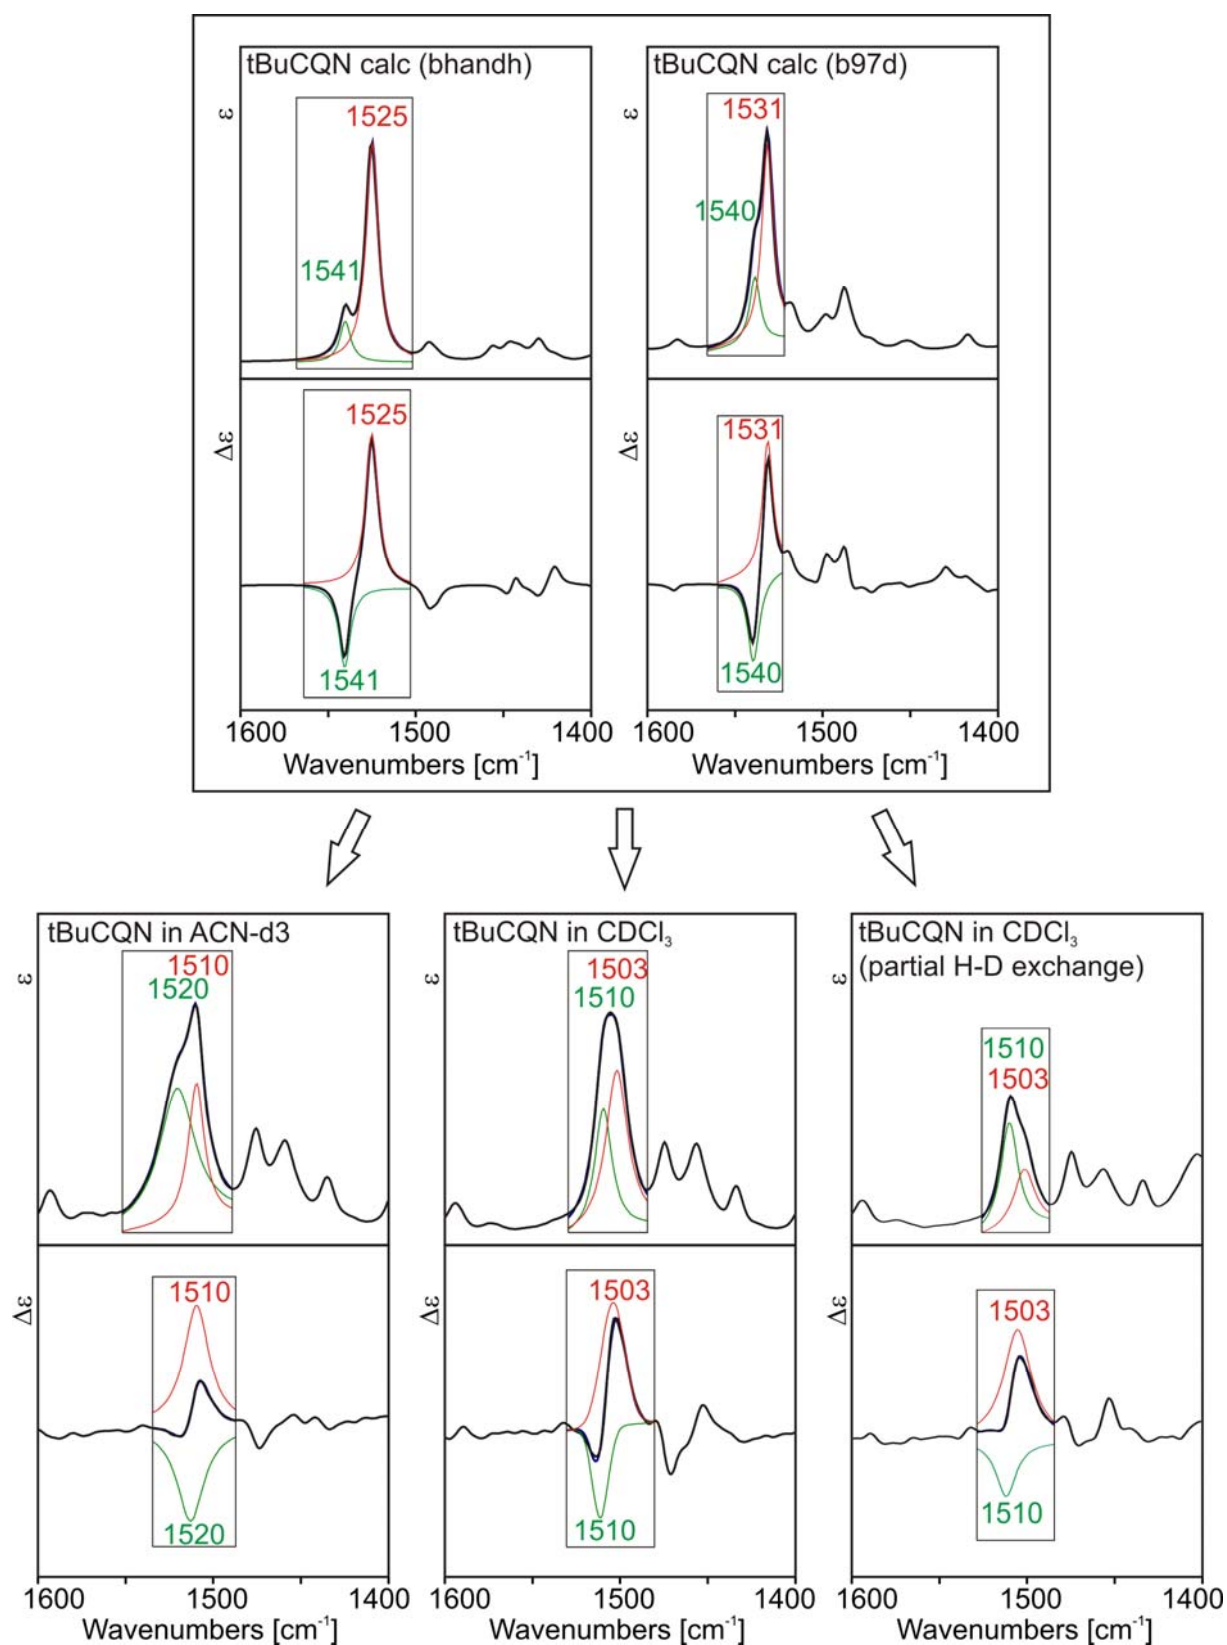 tBuCQN calc (bhandh)
ε
1525
1541
Δε
1525
1541
1600 1500 1400
Wavenumbers [cm⁻¹]
tBuCQN calc (b97d)
ε
1531
1540
Δε
1531
1540
1600 1500 1400
Wavenumbers [cm⁻¹]
tBuCQN in ACN-d3
ε
1510
1520
Δε
1510
1520
1600 1500 1400
Wavenumbers [cm⁻¹]
tBuCQN in CDCl₃
ε
1503
1510
Δε
1503
1510
1600 1500 1400
Wavenumbers [cm⁻¹]
tBuCQN in CDCl₃
(partial H-D exchange)
ε
1510
1503
Δε
1503
1510
1600 1500 1400
Wavenumbers [cm⁻¹]